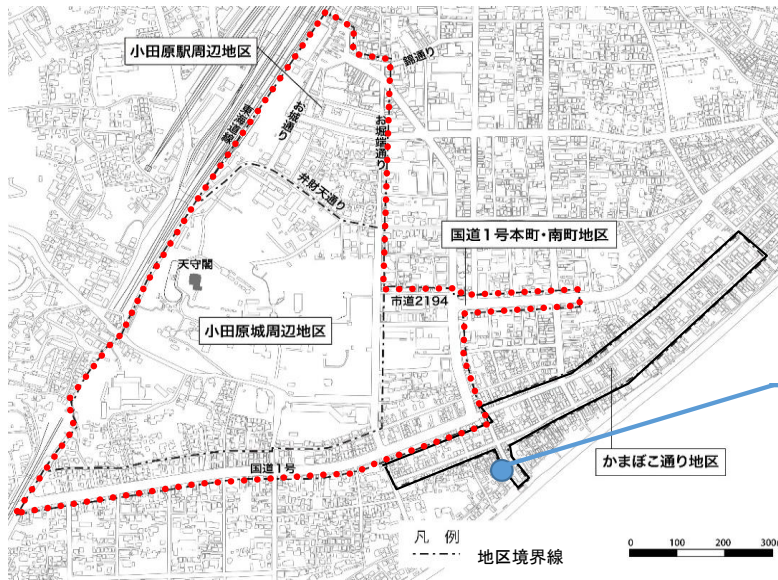 小田原駅周辺地区
錦通り
お城通り
東海道線
お堀端通り
弁財天通り
国道1号本町・南町地区
天守閣
市道2194
小田原城周辺地区
かまぼこ通り地区
国道1号
凡 例
地区境界線
0 100 200 300m